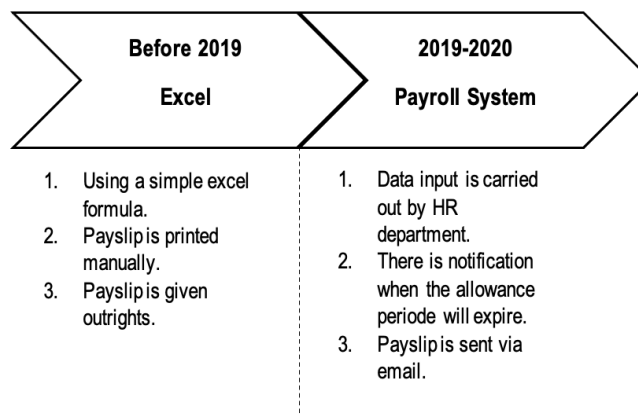 Before 2019
Excel
2019-2020
Payroll System
1. Using a simple excel
formula.
2. Payslip is printed
manually.
3. Payslip is given
outrights.
1. Data input is carried
out by HR
department.
2. There is notification
when the allowance
periode will expire.
3. Payslip is sent via
email.